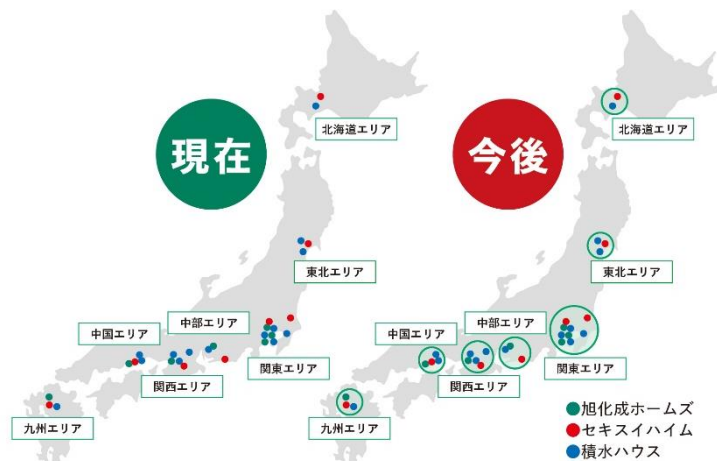 現在
北海道エリア
東北エリア
中部エリア
中国エリア
関西エリア
関東エリア
九州エリア
今後
北海道エリア
東北エリア
中部エリア
中国エリア
関西エリア
関東エリア
九州エリア
旭化成ホームズ
セキスイハイム
積水ハウス